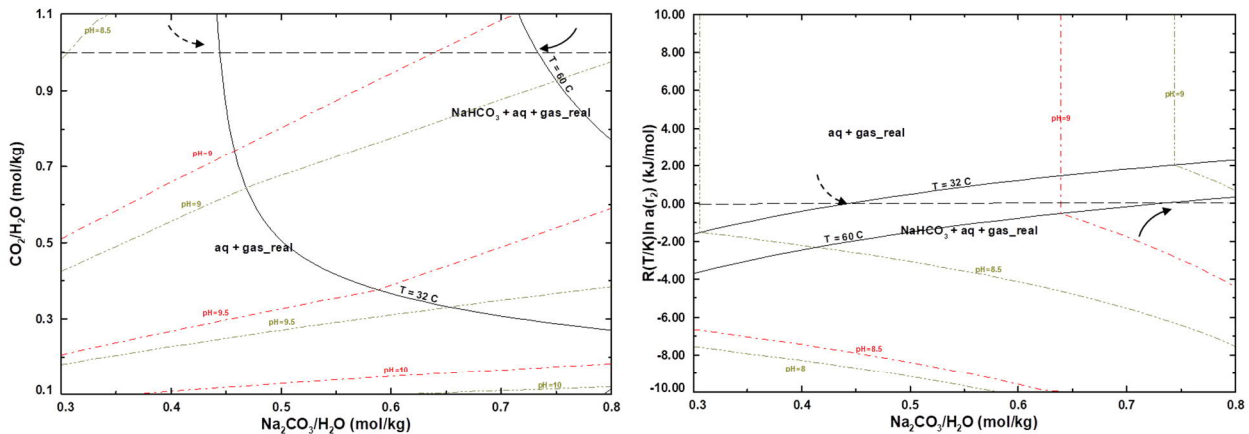 1.1
0.9
0.7
0.5
0.3
0.1
CO₂/H₂O (mol/kg)
pH=8.5
T = 60 C
NaHCO₃ + aq + gas_real
pH=9
pH=9
aq + gas_real
T = 32 C
pH=9.5
pH=9.5
pH=10
pH=10
0.3 0.4 0.5 0.6 0.7 0.8
Na₂CO₃/H₂O (mol/kg)
10.00
8.00
6.00
4.00
2.00
0.00
-2.00
-4.00
-6.00
-8.00
-10.00
R(T/K)ln a(r₂) (kJ/mol)
pH=9
pH=9
aq + gas_real
T = 32 C
T = 60 C
NaHCO₃ + aq + gas_real
pH=8.5
pH=8.5
pH=8
0.3 0.4 0.5 0.6 0.7 0.8
Na₂CO₃/H₂O (mol/kg)